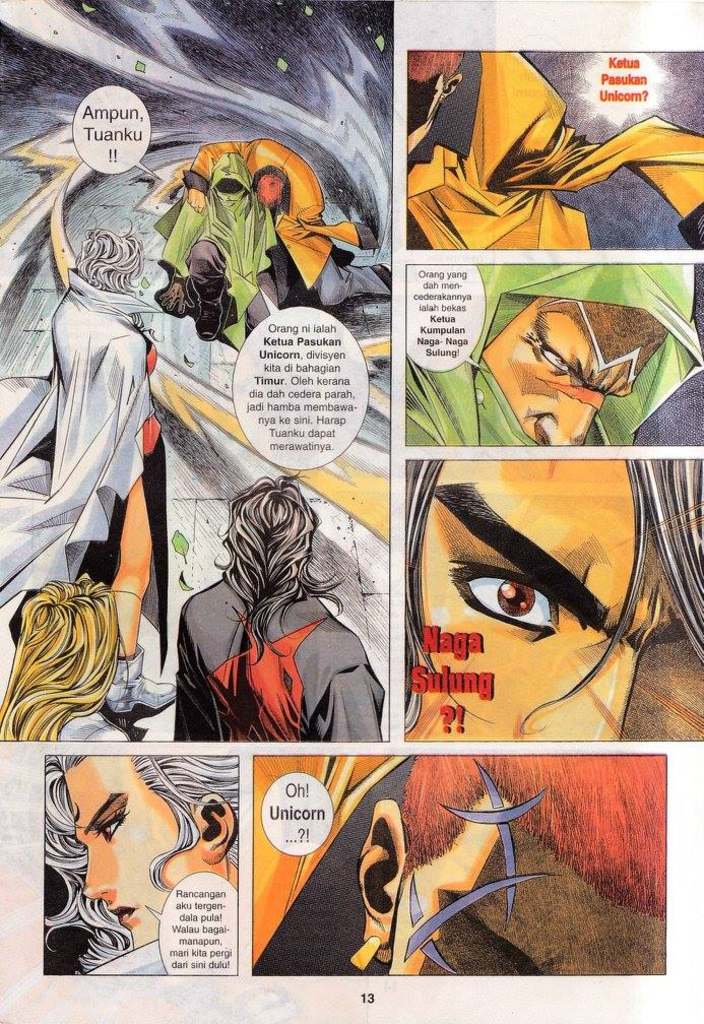 Ampun,
Tuanku
!!
Orang ni ialah
Ketua Pasukan
Unicorn, divisyen
kita di bahagian
Timur. Oleh kerana
dia dah cedera parah,
jadi hamba membawa-
nya ke sini. Harap
Tuanku dapat
merawatinya.
Ketua
Pasukan
Unicorn?
Orang yang
dah men-
cederakannya
ialah bekas
Ketua
Kumpulan
Naga- Naga
Sulung!
Naga
Sulung
?!
Rancangan
aku tergen-
dala pula!
Walau bagai-
manapun,
mari kita pergi
dari sini dulu!
Oh!
Unicorn
...?!
13